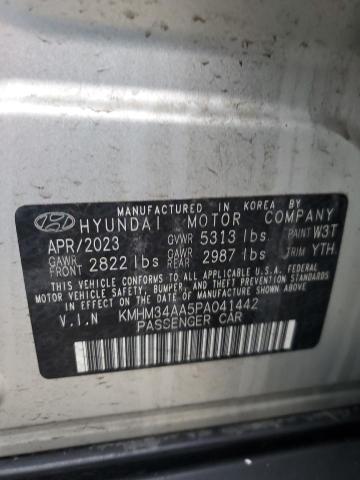 MANUFACTURED IN KOREA BY
HYUNDAI MOTOR COMPANY
APR/2023 GVWR 5313 lbs PAINT W3T
GAWR FRONT 2822 lbs GAWR REAR 2987 lbs TRIM YTH
THIS VEHICLE CONFORMS TO ALL APPLICABLE U.S.A. FEDERAL
MOTOR VEHICLE SAFETY, BUMPER, AND THEFT PREVENTION
STANDARDS IN EFFECT ON THE DATE OF MANUFACTURE SHOWN ABOVE.
V.I.N KMHM34AA5PA041442
PASSENGER CAR